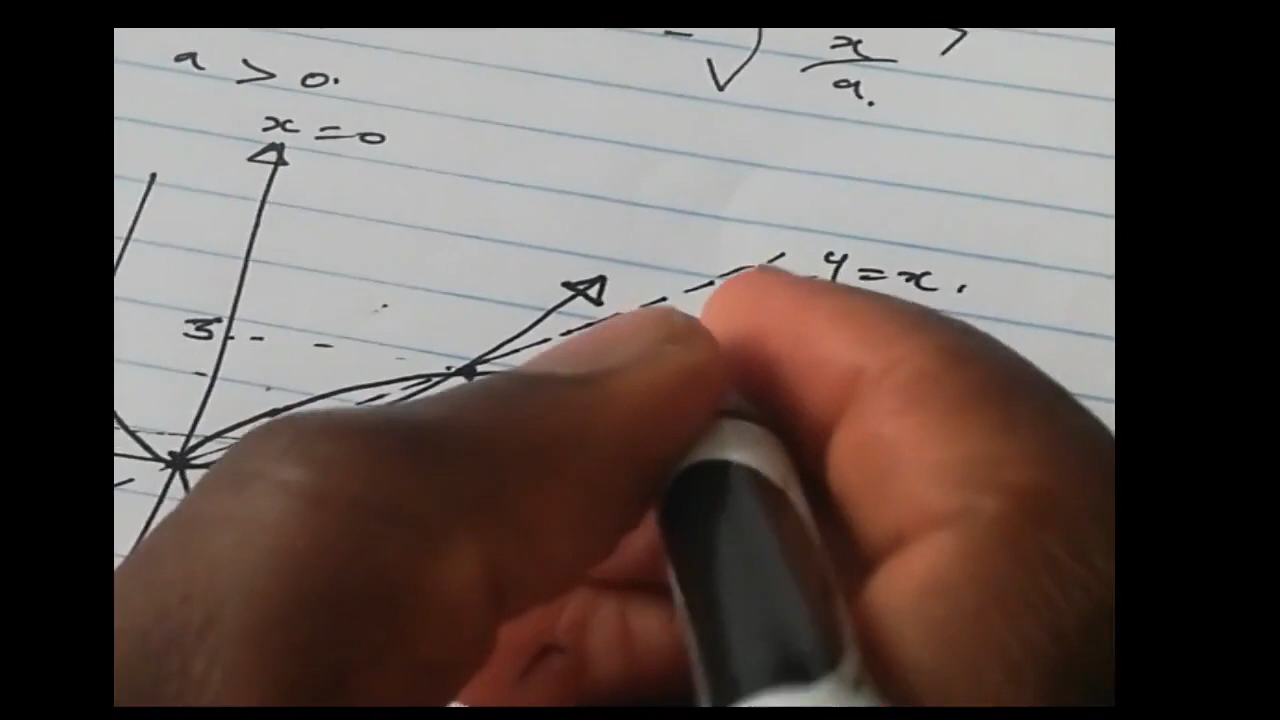 a > 0.
-√x/a. >
x = 0
y = x.
3